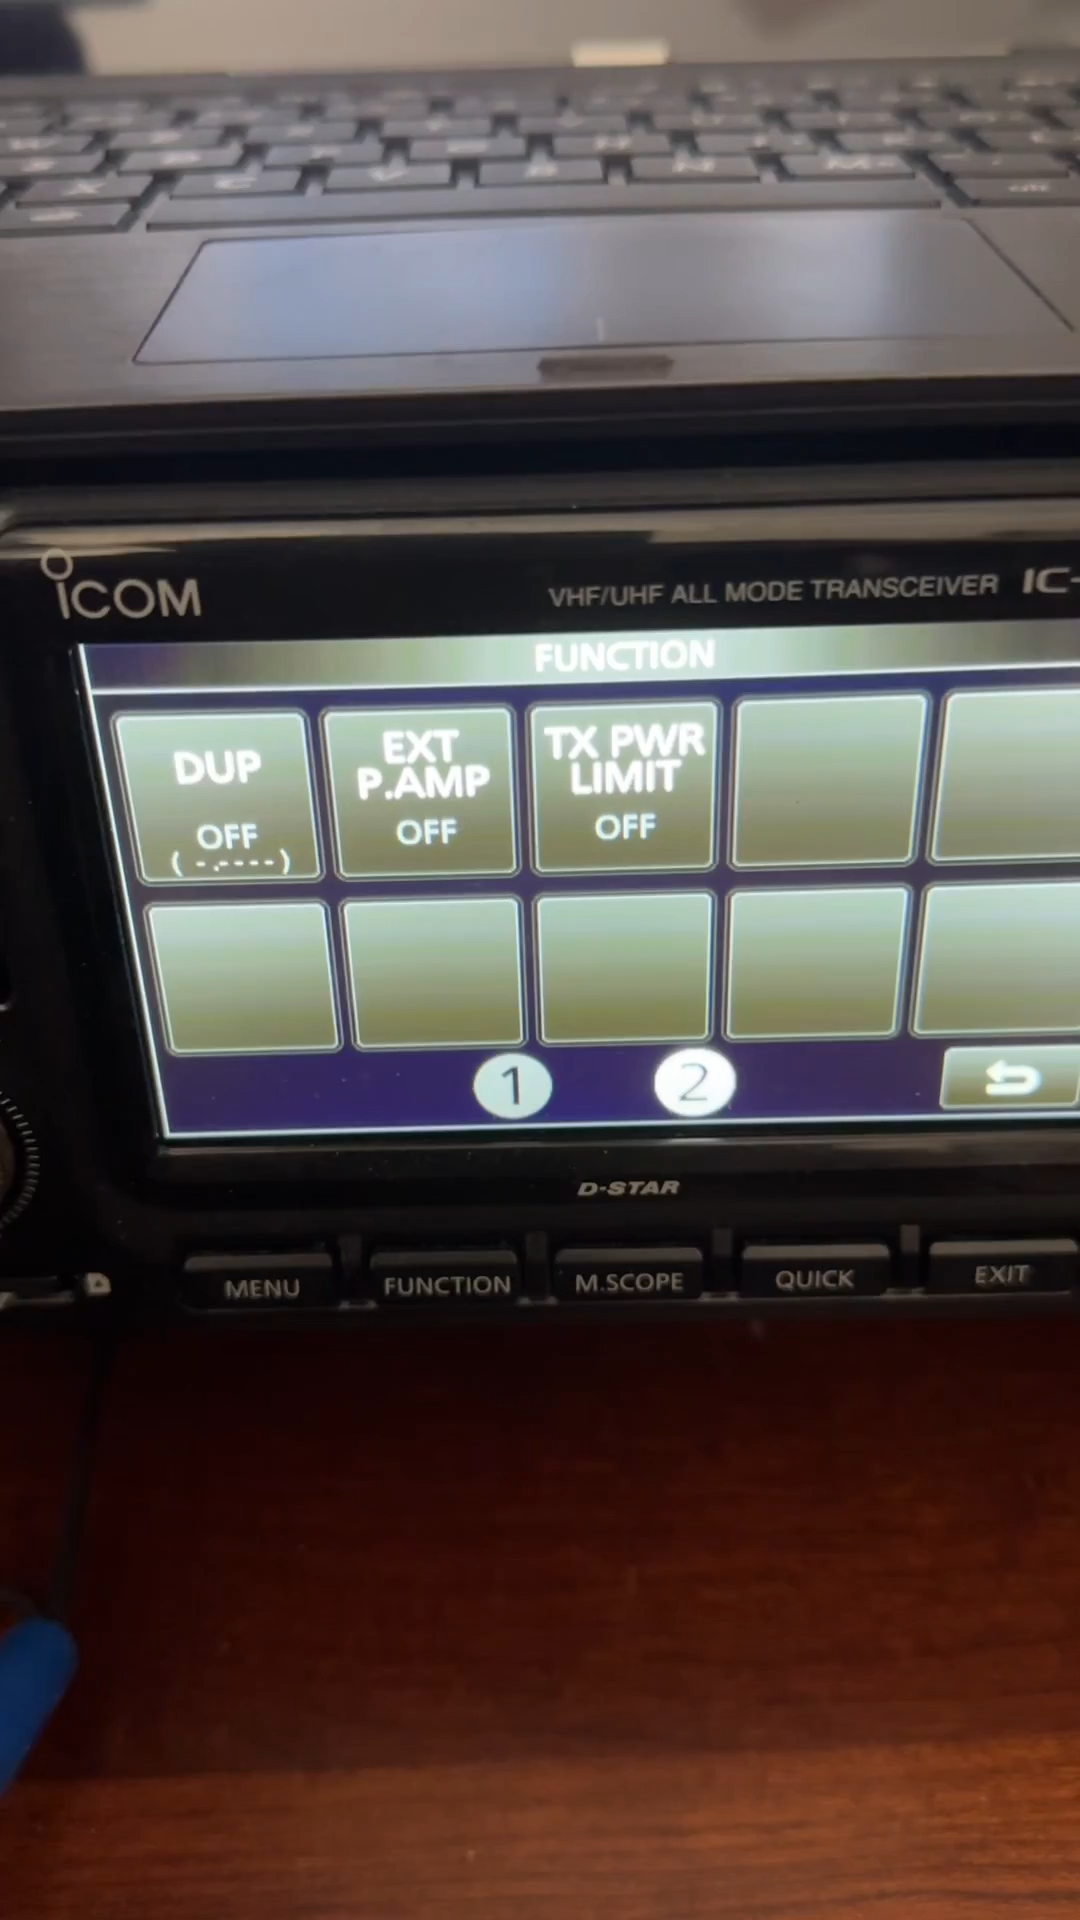 ICOM
VHF/UHF ALL MODE TRANSCEIVER IC-
FUNCTION
DUP
OFF
( -.---- )
EXT
P.AMP
OFF
TX PWR
LIMIT
OFF
1 2
D-STAR
MENU FUNCTION M.SCOPE QUICK EXIT